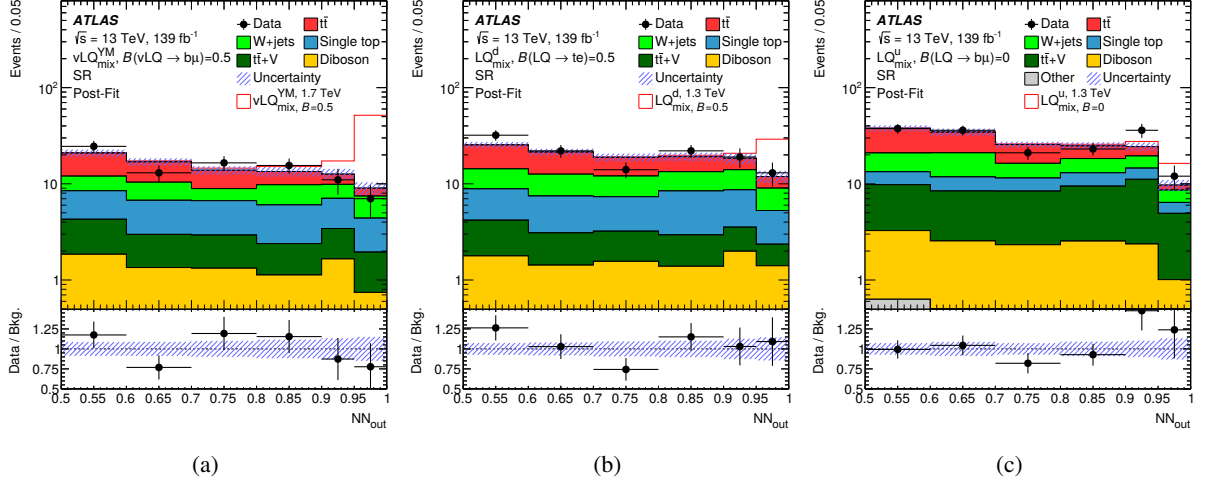 Events / 0.05
ATLAS
√s = 13 TeV, 139 fb⁻¹
vLQ^YM_mix, B(vLQ → bμ)=0.5
SR
Post-Fit
Data
tt̄
W+jets
Single top
tt̄+V
Diboson
Uncertainty
vLQ^YM, 1.7 TeV_mix, B=0.5
10²
10
1
Data / Bkg.
1.25
1
0.75
0.5
0.5 0.55 0.6 0.65 0.7 0.75 0.8 0.85 0.9 0.95 1
NN_out
(a)
Events / 0.05
ATLAS
√s = 13 TeV, 139 fb⁻¹
LQ^d_mix, B(LQ → te)=0.5
SR
Post-Fit
Data
tt̄
W+jets
Single top
tt̄+V
Diboson
Uncertainty
LQ^d, 1.3 TeV_mix, B=0.5
10²
10
1
Data / Bkg.
1.25
1
0.75
0.5
0.5 0.55 0.6 0.65 0.7 0.75 0.8 0.85 0.9 0.95 1
NN_out
(b)
Events / 0.05
ATLAS
√s = 13 TeV, 139 fb⁻¹
LQ^u_mix, B(LQ → bμ)=0
SR
Post-Fit
Data
tt̄
W+jets
Single top
tt̄+V
Diboson
Other
Uncertainty
LQ^u, 1.3 TeV_mix, B=0
10²
10
1
Data / Bkg.
1.25
1
0.75
0.5
0.5 0.55 0.6 0.65 0.7 0.75 0.8 0.85 0.9 0.95 1
NN_out
(c)